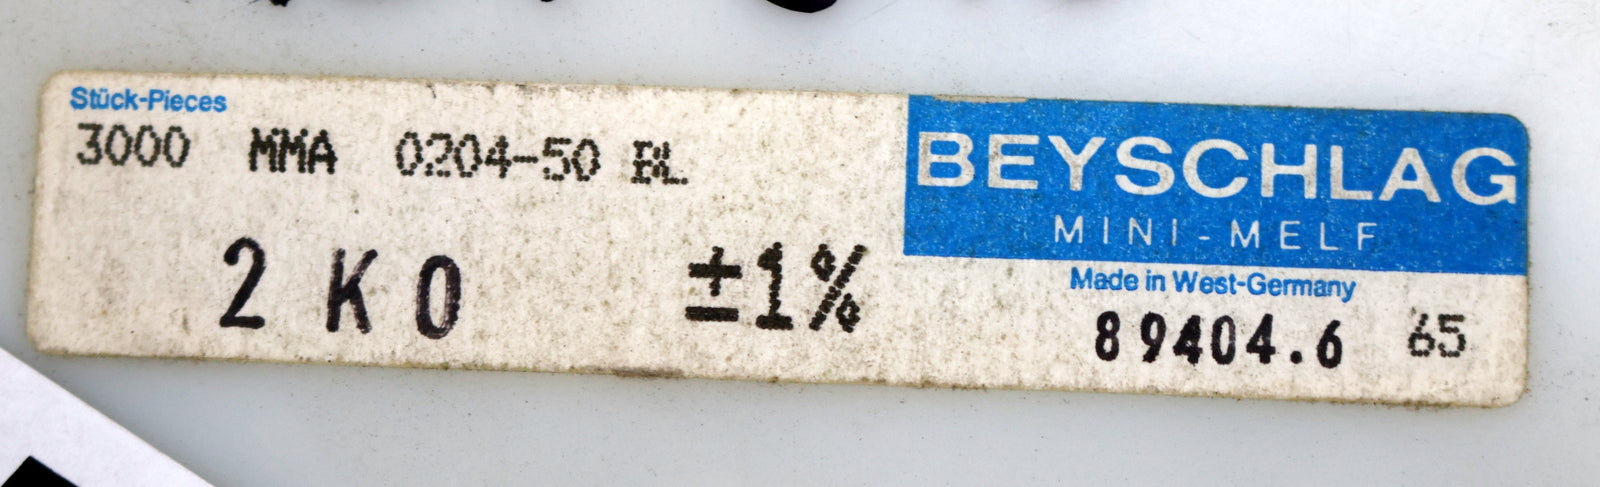 Stück-Pieces
3000 MMA 0204-50 BL
2 K 0 ±1%
BEYSCHLAG
MINI-MELF
Made in West-Germany
89404.6 65